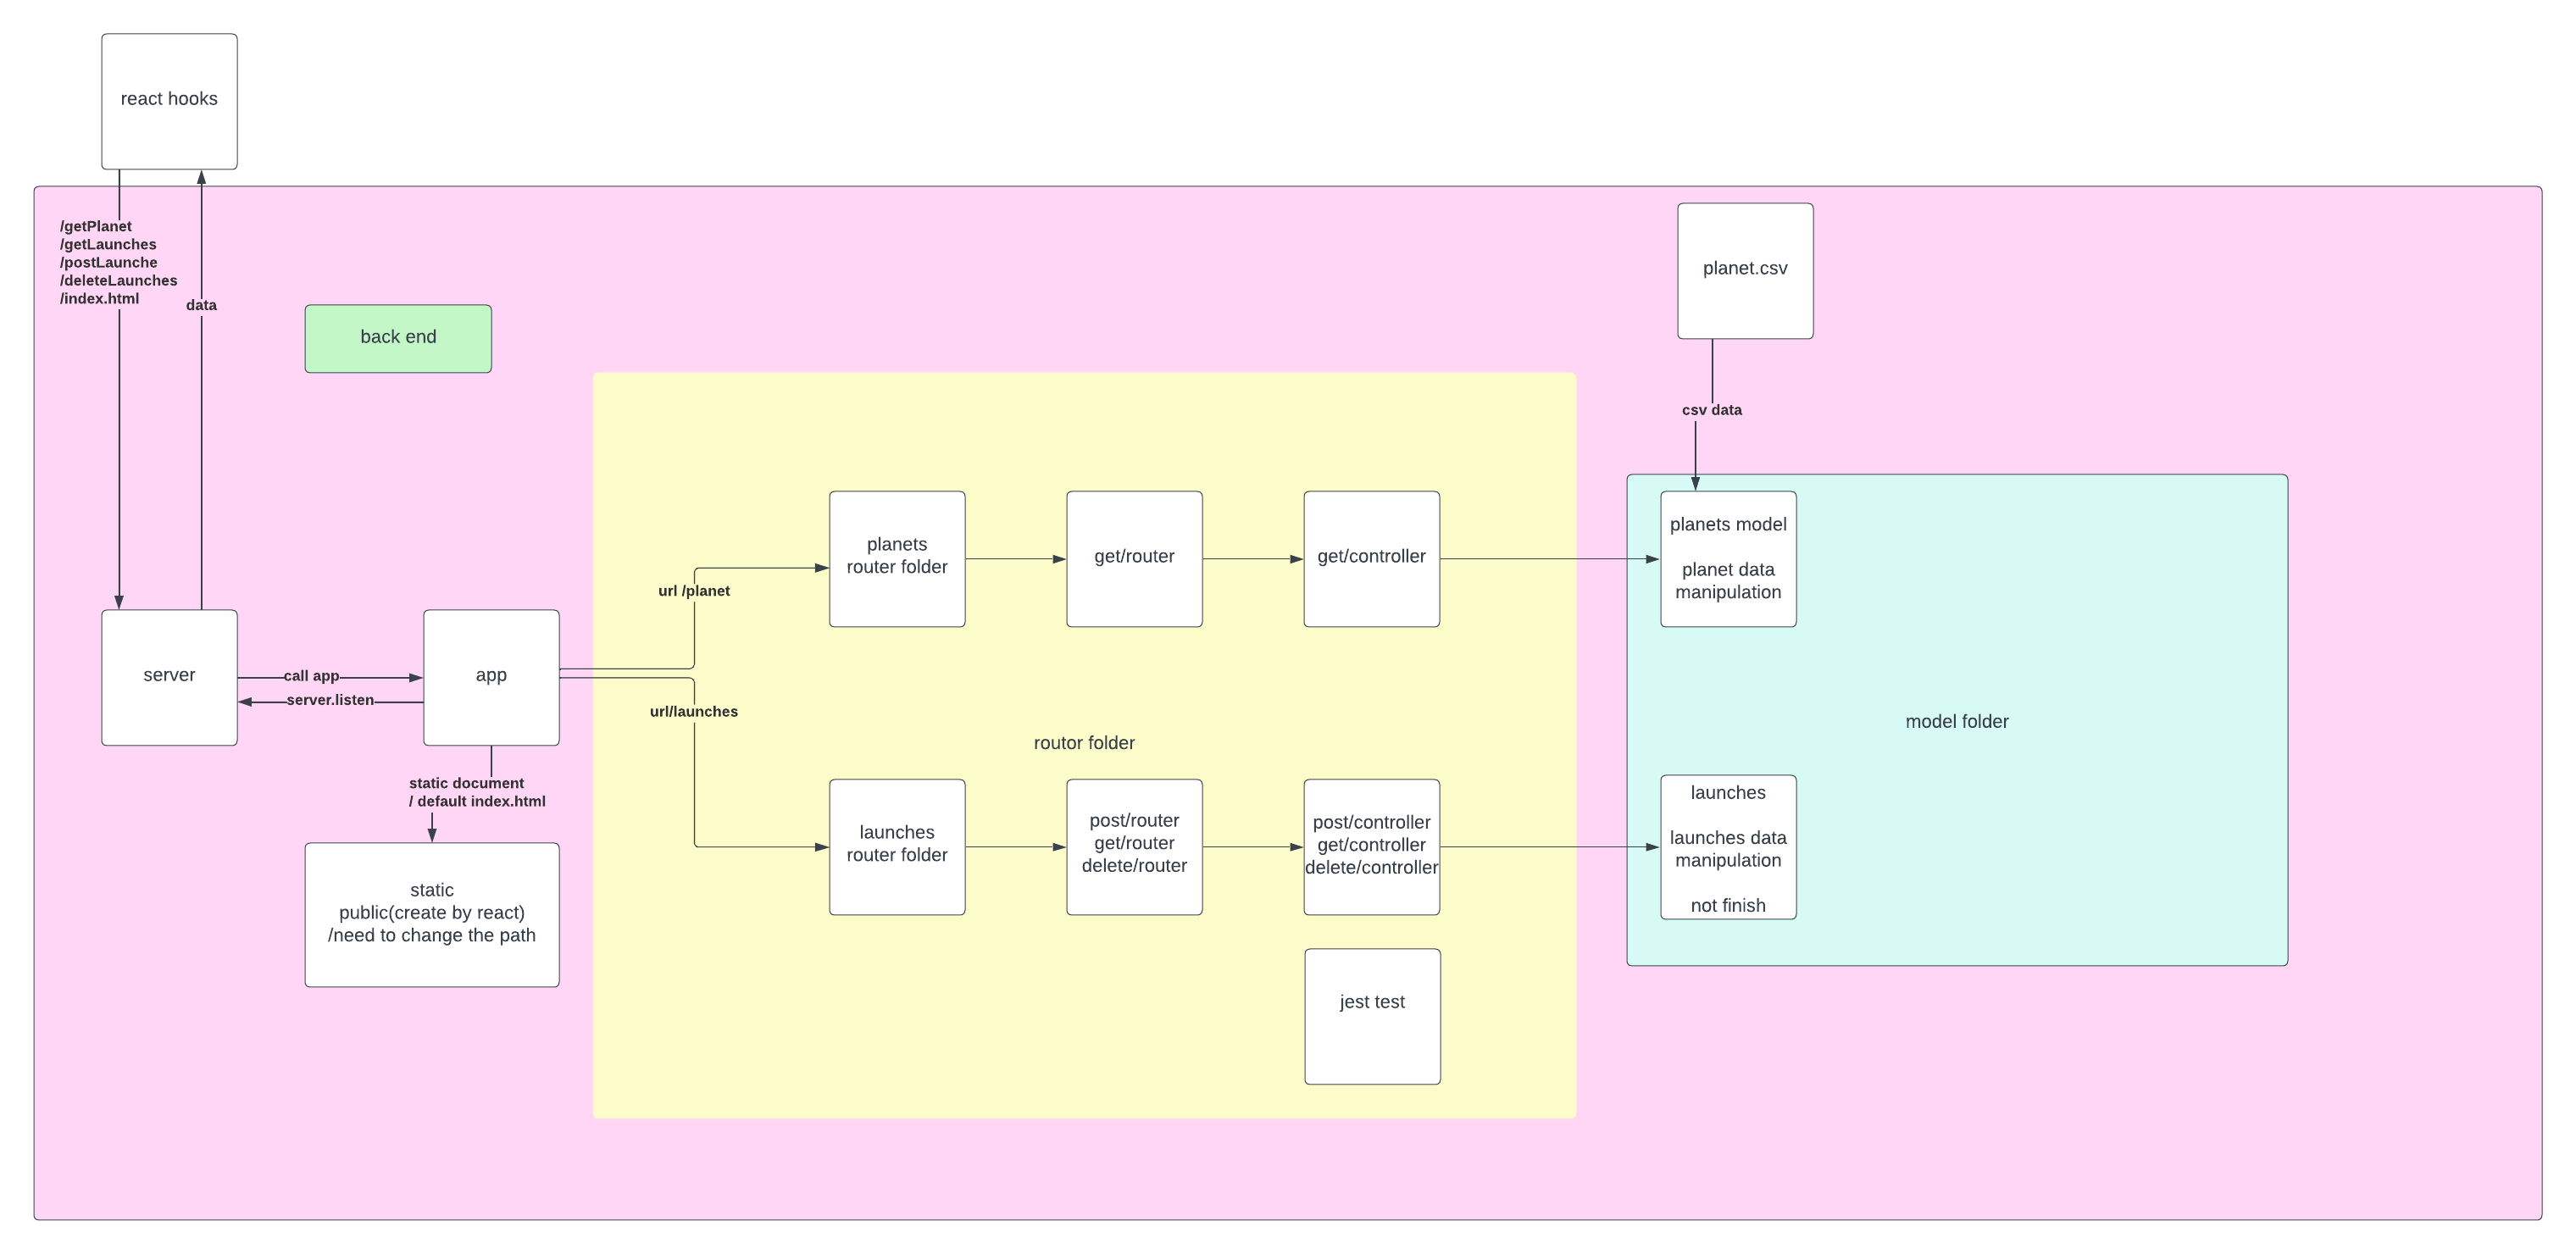 react hooks
/getPlanet
/getLaunches
/postLaunche
/deleteLaunches
/index.html
data
back end
planet.csv
csv data
planets
router folder
get/router
get/controller
planets model
planet data
manipulation
url /planet
server
call app
server.listen
app
url/launches
routor folder
model folder
static document
/ default index.html
static
public(create by react)
/need to change the path
launches
router folder
post/router
get/router
delete/router
post/controller
get/controller
delete/controller
launches
launches data
manipulation
not finish
jest test